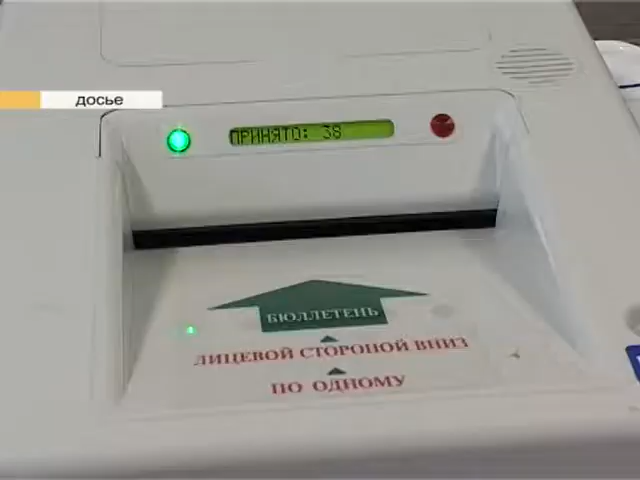 досье
ПРИНЯТО: 38
БЮЛЛЕТЕНЬ
ЛИЦЕВОЙ СТОРОНОЙ ВНИЗ
ПО ОДНОМУ